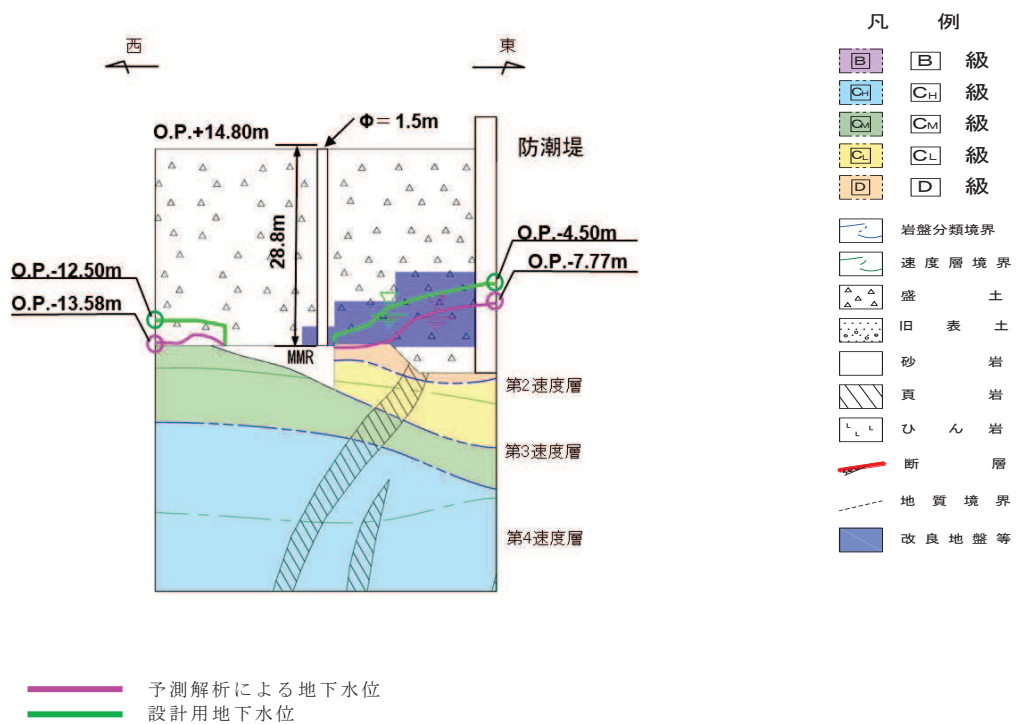 西
東
O.P.+14.80m
Φ＝1.5m
防潮堤
28.8m
O.P.-4.50m
O.P.-7.77m
O.P.-12.50m
O.P.-13.58m
MMR
第2速度層
第3速度層
第4速度層
凡 例
B B 級
CH CH 級
CM CM 級
CL CL 級
D D 級
岩盤分類境界
速度層境界
盛 土
旧表土
砂 岩
頁 岩
ひん岩
断 層
地質境界
改良地盤等
予測解析による地下水位
設計用地下水位